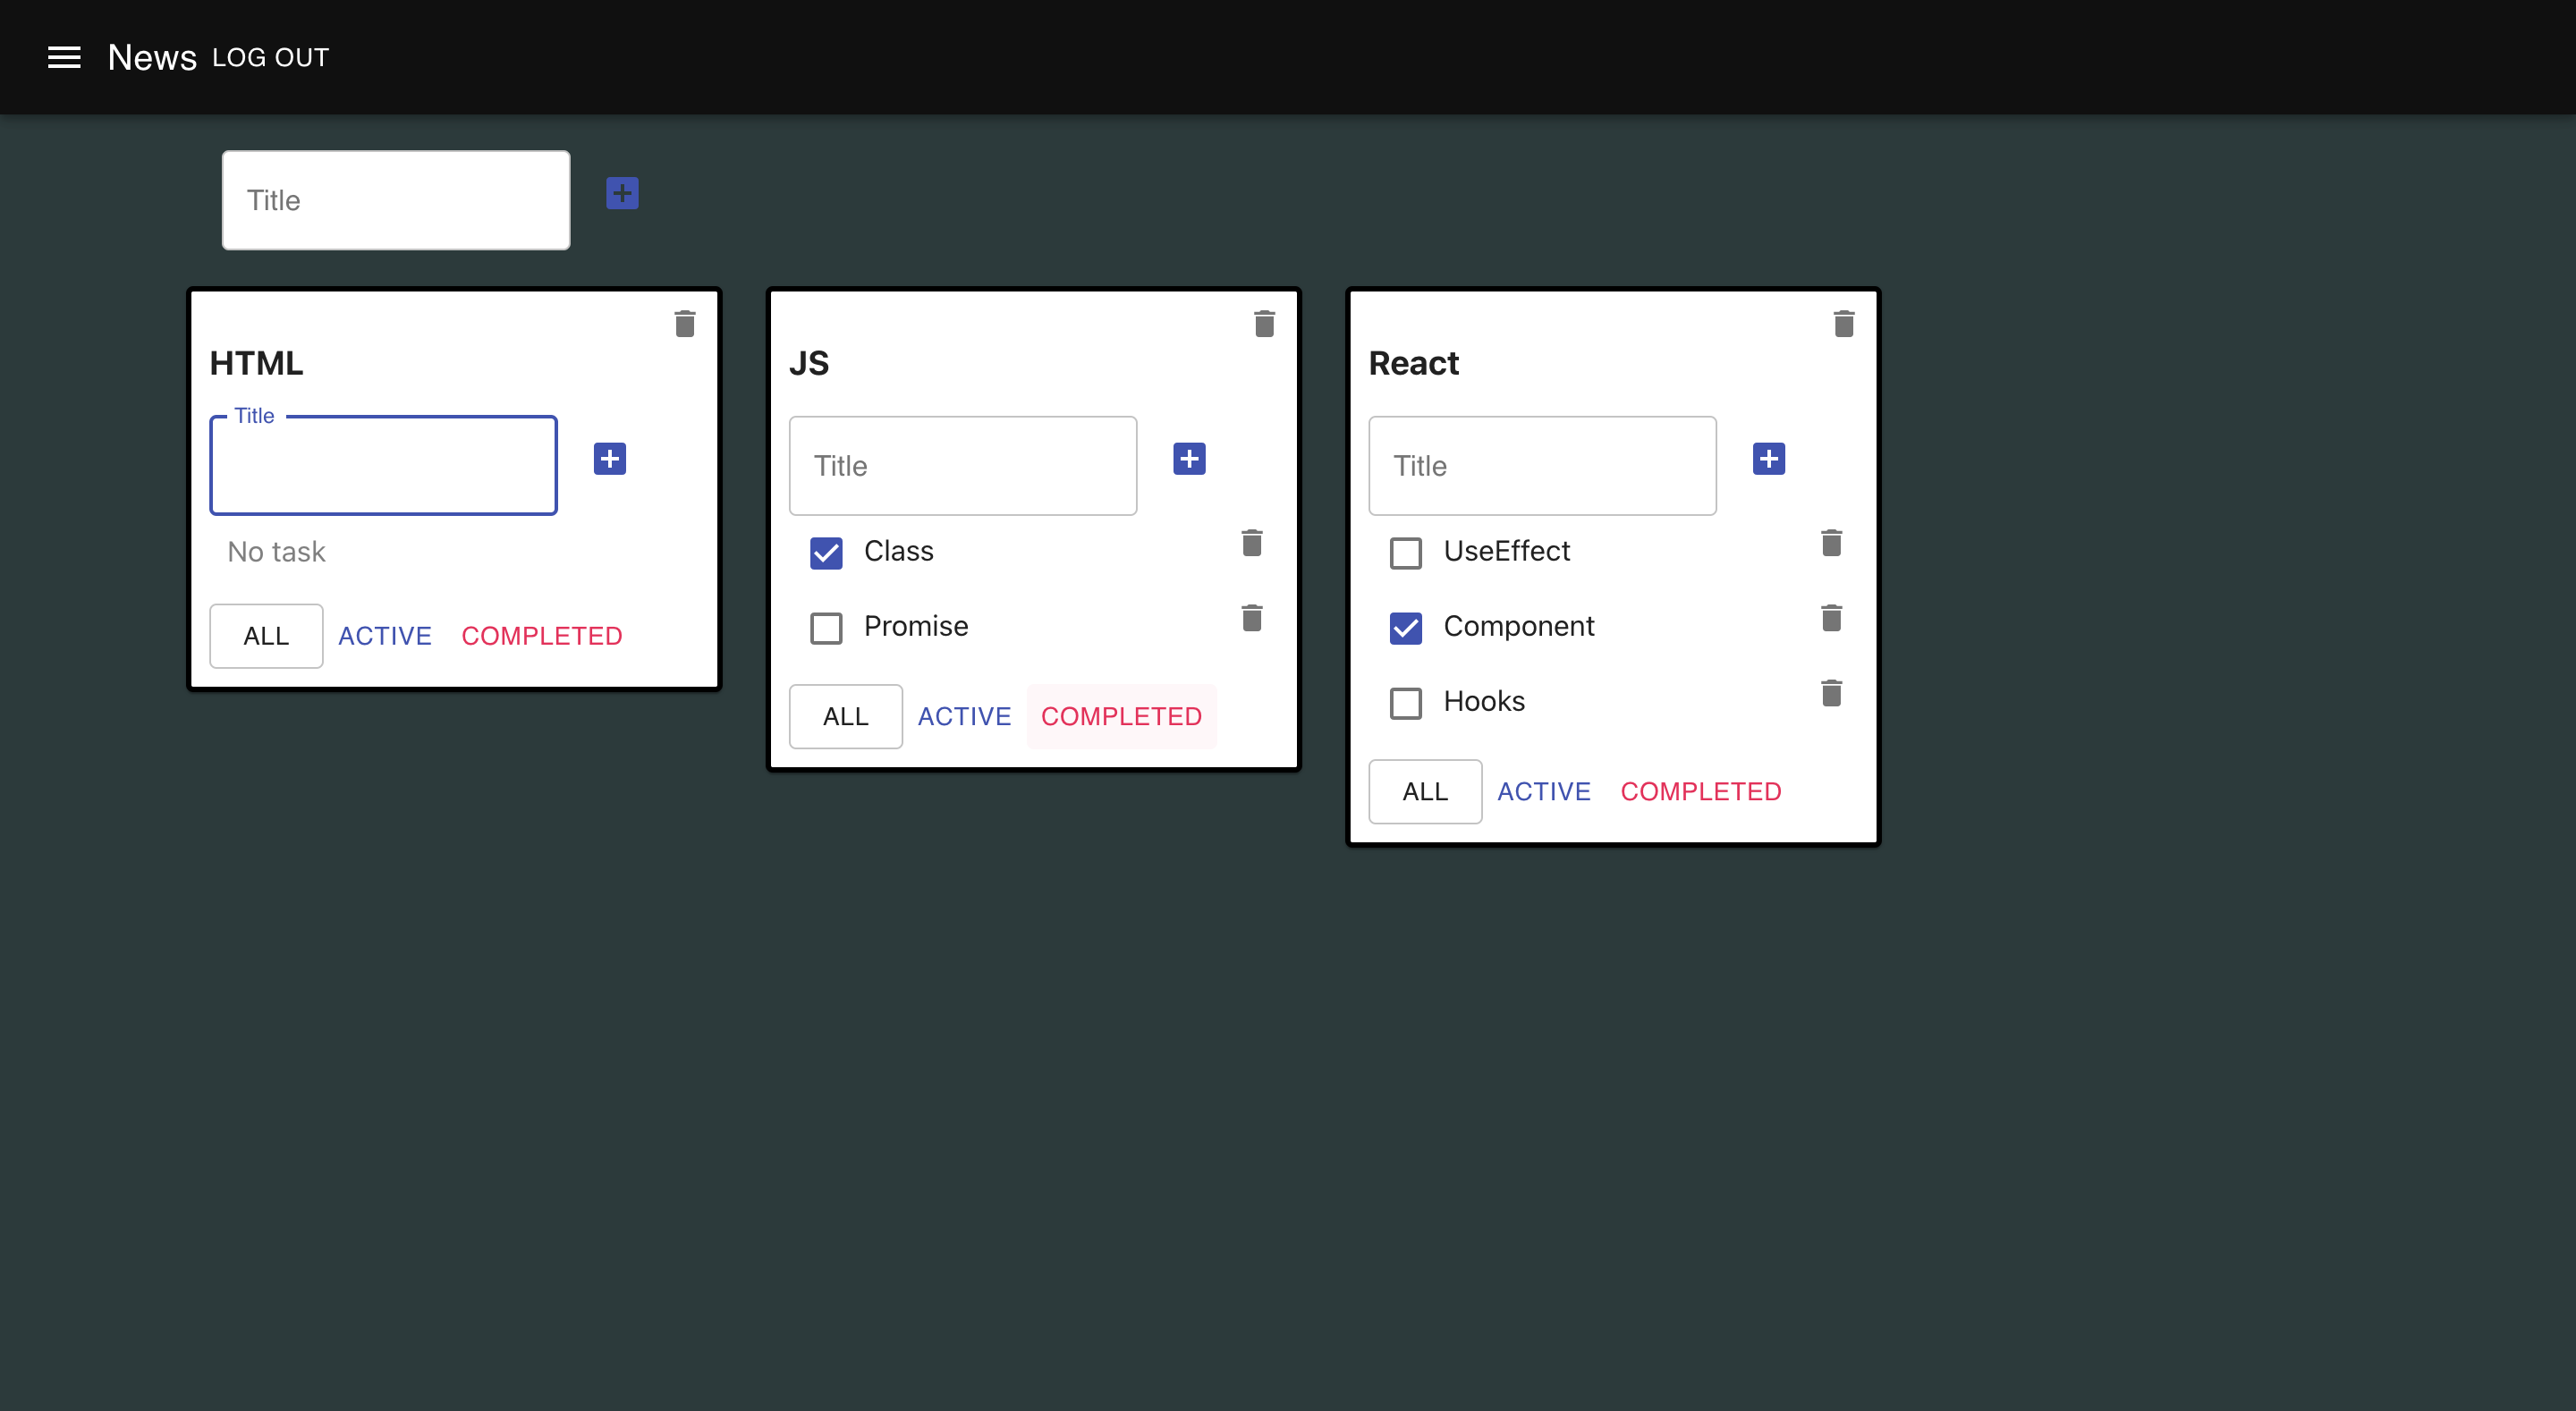 News LOG OUT
Title
HTML
Title
No task
ALL ACTIVE COMPLETED
JS
Title
Class
Promise
ALL ACTIVE COMPLETED
React
Title
UseEffect
Component
Hooks
ALL ACTIVE COMPLETED